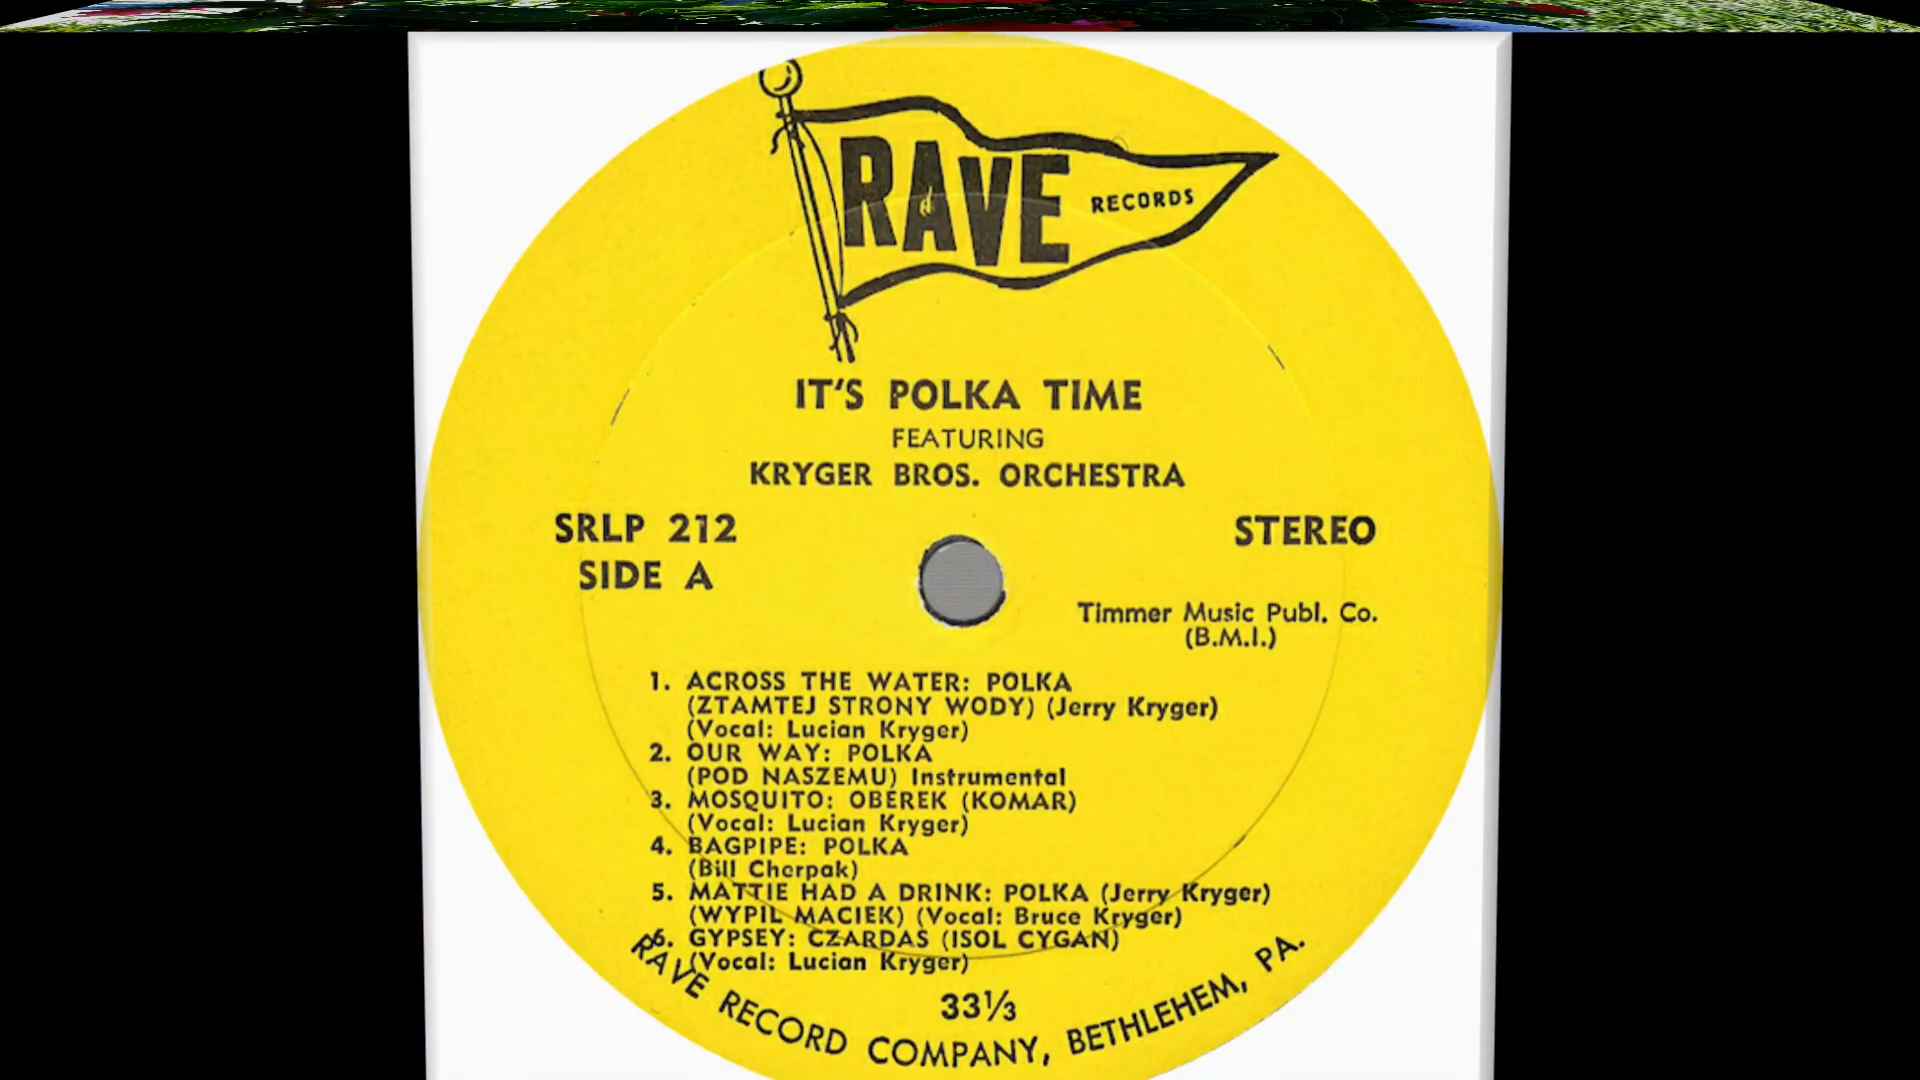 RAVE RECORDS
IT'S POLKA TIME
FEATURING
KRYGER BROS. ORCHESTRA
SRLP 212
SIDE A
STEREO
Timmer Music Publ. Co.
(B.M.I.)
1. ACROSS THE WATER: POLKA
(ZTAMTEJ STRONY WODY) (Jerry Kryger)
(Vocal: Lucian Kryger)
2. OUR WAY: POLKA
(POD NASZEMU) Instrumental
3. MOSQUITO: OBEREK (KOMAR)
(Vocal: Lucian Kryger)
4. BAGPIPE: POLKA
(Bill Cherpak)
5. MATTIE HAD A DRINK: POLKA (Jerry Kryger)
(WYPIL MACIEK) (Vocal: Bruce Kryger)
6. GYPSEY: CZARDAS (ISOL CYGAN)
(Vocal: Lucian Kryger)
33⅓
RAVE RECORD COMPANY, BETHLEHEM, PA.